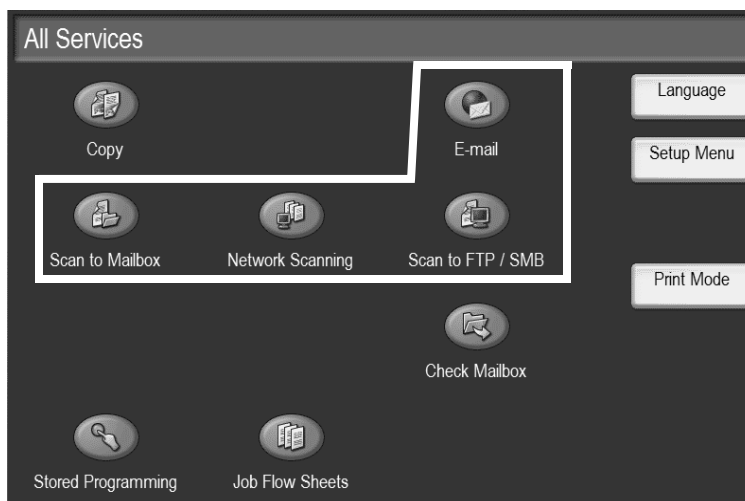 All Services
Copy
E-mail
Language
Setup Menu
Scan to Mailbox
Network Scanning
Scan to FTP / SMB
Print Mode
Check Mailbox
Stored Programming
Job Flow Sheets